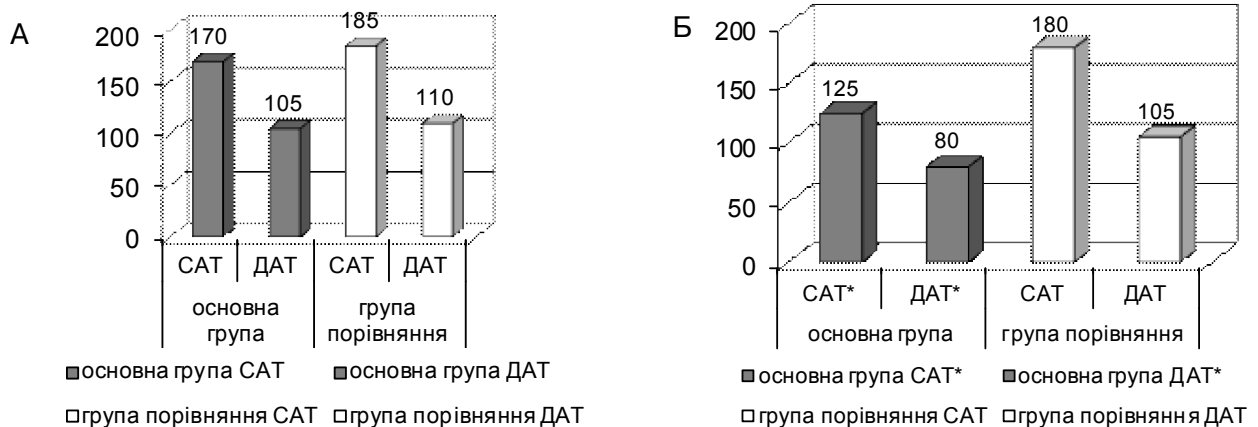 А
200
150
100
50
0
170
105
185
110
САТ
ДАТ
САТ
ДАТ
основна
група
група
порівняння
основна група САТ
основна група ДАТ
група порівняння САТ
група порівняння ДАТ
Б
200
150
100
50
0
125
80
180
105
САТ*
ДАТ*
САТ
ДАТ
основна група
група порівняння
основна група САТ*
основна група ДАТ*
група порівняння САТ
група порівняння ДАТ